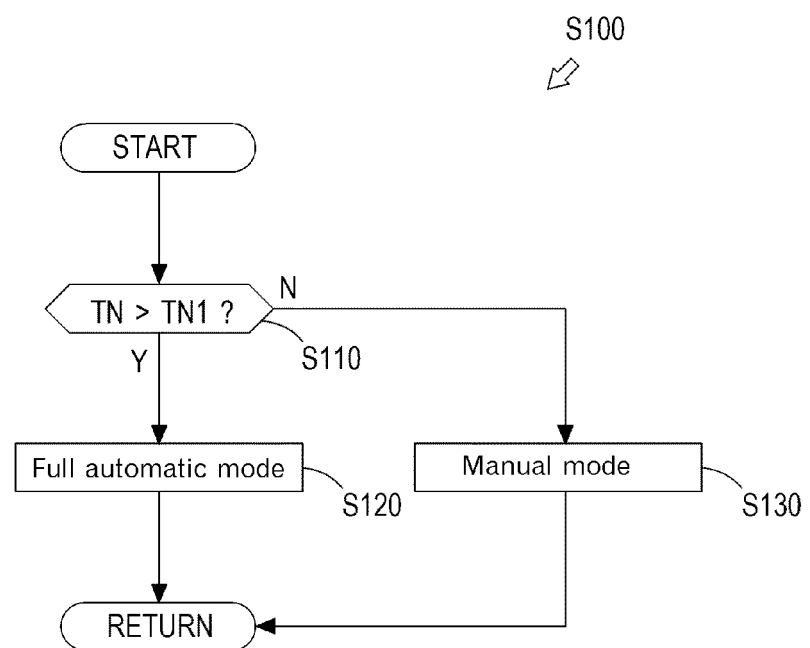 S100
START
TN > TN1 ?
N
Y
S110
Full automatic mode
Manual mode
S120
S130
RETURN